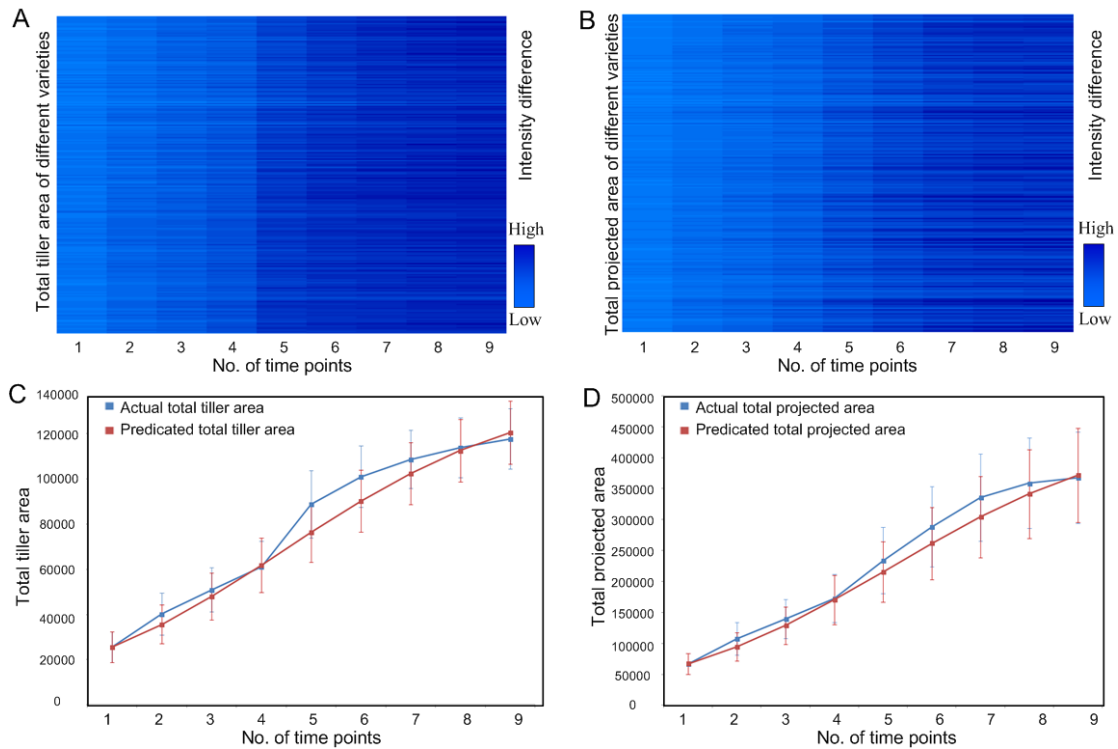 A
Total tiller area of different varieties
Intensity difference
High
Low
1 2 3 4 5 6 7 8 9
No. of time points
B
Total projected area of different varieties
Intensity difference
High
Low
1 2 3 4 5 6 7 8 9
No. of time points
C
Total tiller area
140000
120000
100000
80000
60000
40000
20000
0
Actual total tiller area
Predicated total tiller area
1 2 3 4 5 6 7 8 9
No. of time points
D
Total projected area
500000
450000
400000
350000
300000
250000
200000
150000
100000
50000
0
Actual total projected area
Predicated total projected area
1 2 3 4 5 6 7 8 9
No. of time points